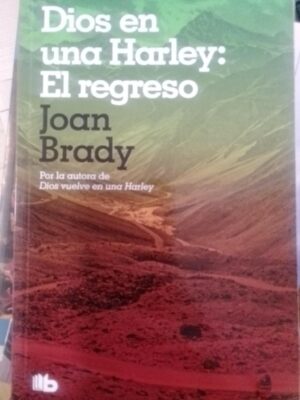 Dios en
una Harley:
El regreso
Joan
Brady
Por la autora de
Dios vuelve en una Harley
b